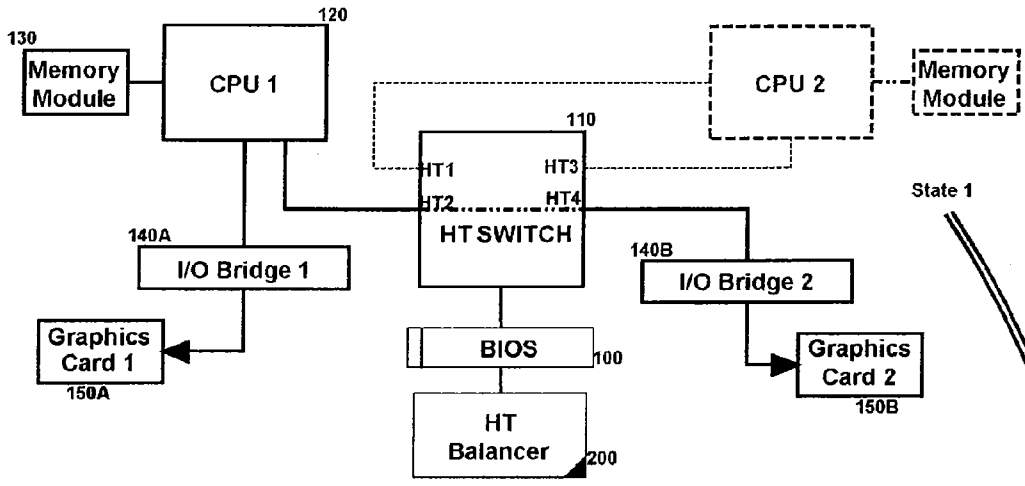 130
Memory
Module
120
CPU 1
CPU 2
Memory
Module
110
HT1
HT3
HT2
HT4
HT SWITCH
State 1
140A
I/O Bridge 1
140B
I/O Bridge 2
Graphics
Card 1
150A
BIOS
100
Graphics
Card 2
150B
HT
Balancer
200